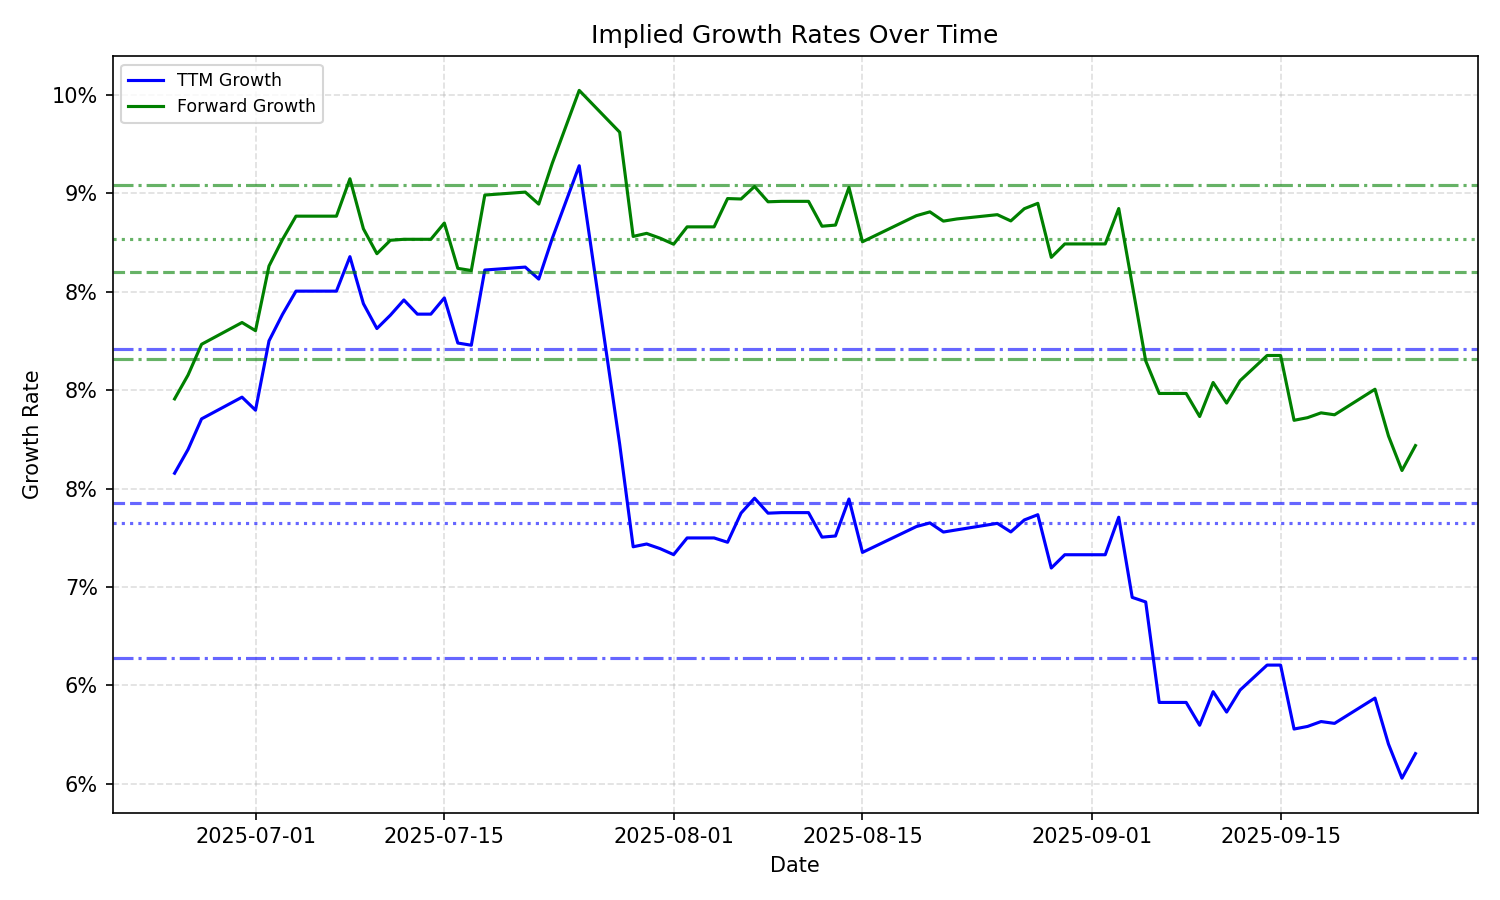 Implied Growth Rates Over Time
TTM Growth
Forward Growth
10%
9%
8%
8%
8%
7%
6%
6%
Growth Rate
2025-07-01
2025-07-15
2025-08-01
2025-08-15
2025-09-01
2025-09-15
Date